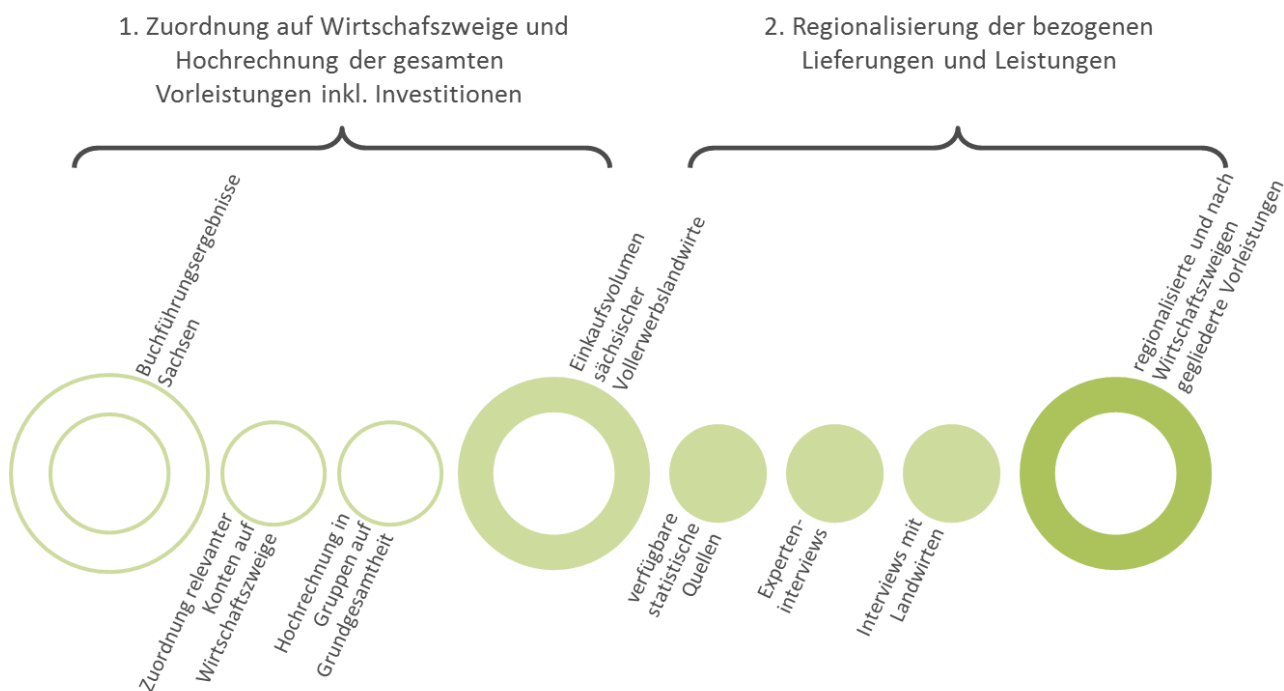 1. Zuordnung auf Wirtschafszweige und
Hochrechnung der gesamten
Vorleistungen inkl. Investitionen
2. Regionalisierung der bezogenen
Lieferungen und Leistungen
Buchführungsergebnisse
Sachsen
Zuordnung relevanter
Konten auf
Wirtschaftszweige
Hochrechnung in
Gruppen auf
Grundgesamtheit
Einkaufsvolumen
sächsischer
Vollerwerbslandwirte
verfügbare
statistische
Quellen
Experten-
interviews
Interviews mit
Landwirten
regionalisierte und nach
Wirtschaftszweigen
gegliederte Vorleistungen